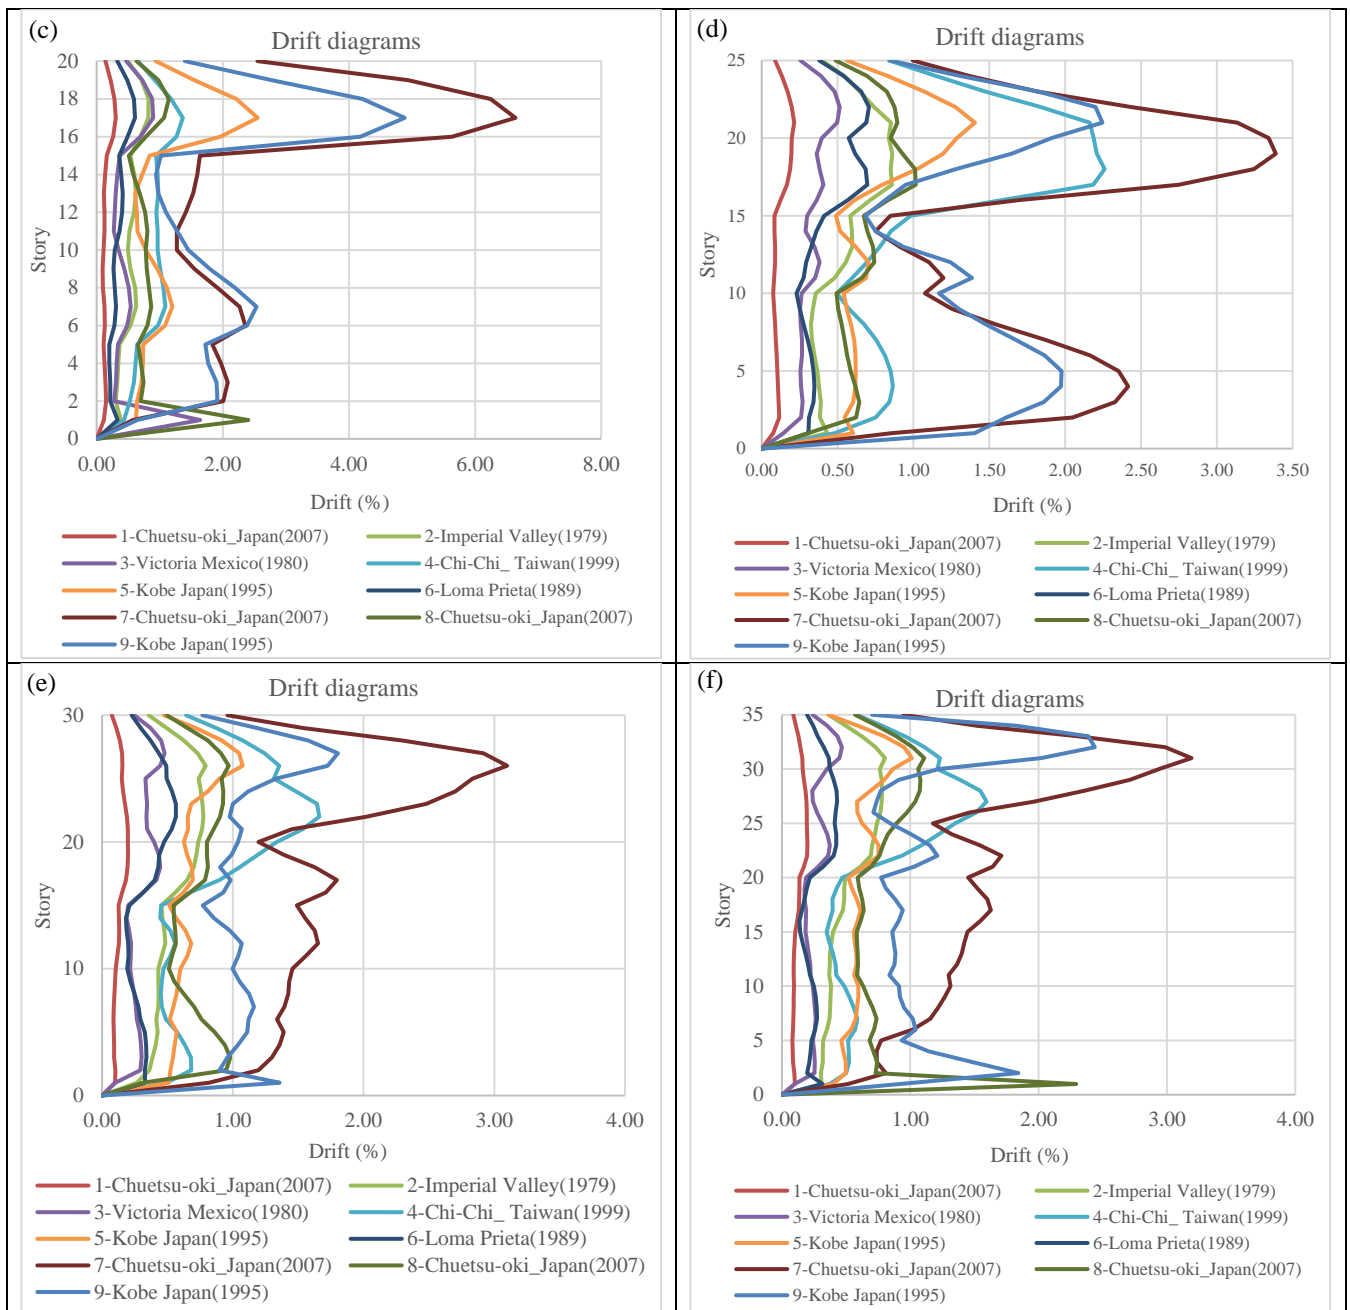 (c)
Drift diagrams
20
18
16
14
12
10
8
6
4
2
0
Story
0.00 2.00 4.00 6.00 8.00
Drift (%)
1-Chuetsu-oki_Japan(2007) 2-Imperial Valley(1979)
3-Victoria Mexico(1980) 4-Chi-Chi_ Taiwan(1999)
5-Kobe Japan(1995) 6-Loma Prieta(1989)
7-Chuetsu-oki_Japan(2007) 8-Chuetsu-oki_Japan(2007)
9-Kobe Japan(1995)
(d)
Drift diagrams
25
20
15
10
5
0
Story
0.00 0.50 1.00 1.50 2.00 2.50 3.00 3.50
Drift (%)
1-Chuetsu-oki_Japan(2007) 2-Imperial Valley(1979)
3-Victoria Mexico(1980) 4-Chi-Chi_ Taiwan(1999)
5-Kobe Japan(1995) 6-Loma Prieta(1989)
7-Chuetsu-oki_Japan(2007) 8-Chuetsu-oki_Japan(2007)
9-Kobe Japan(1995)
(e)
Drift diagrams
30
20
10
0
Story
0.00 1.00 2.00 3.00 4.00
Drift (%)
1-Chuetsu-oki_Japan(2007) 2-Imperial Valley(1979)
3-Victoria Mexico(1980) 4-Chi-Chi_ Taiwan(1999)
5-Kobe Japan(1995) 6-Loma Prieta(1989)
7-Chuetsu-oki_Japan(2007) 8-Chuetsu-oki_Japan(2007)
9-Kobe Japan(1995)
(f)
Drift diagrams
35
30
25
20
15
10
5
0
Story
0.00 1.00 2.00 3.00 4.00
Drift (%)
1-Chuetsu-oki_Japan(2007) 2-Imperial Valley(1979)
3-Victoria Mexico(1980) 4-Chi-Chi_ Taiwan(1999)
5-Kobe Japan(1995) 6-Loma Prieta(1989)
7-Chuetsu-oki_Japan(2007) 8-Chuetsu-oki_Japan(2007)
9-Kobe Japan(1995)